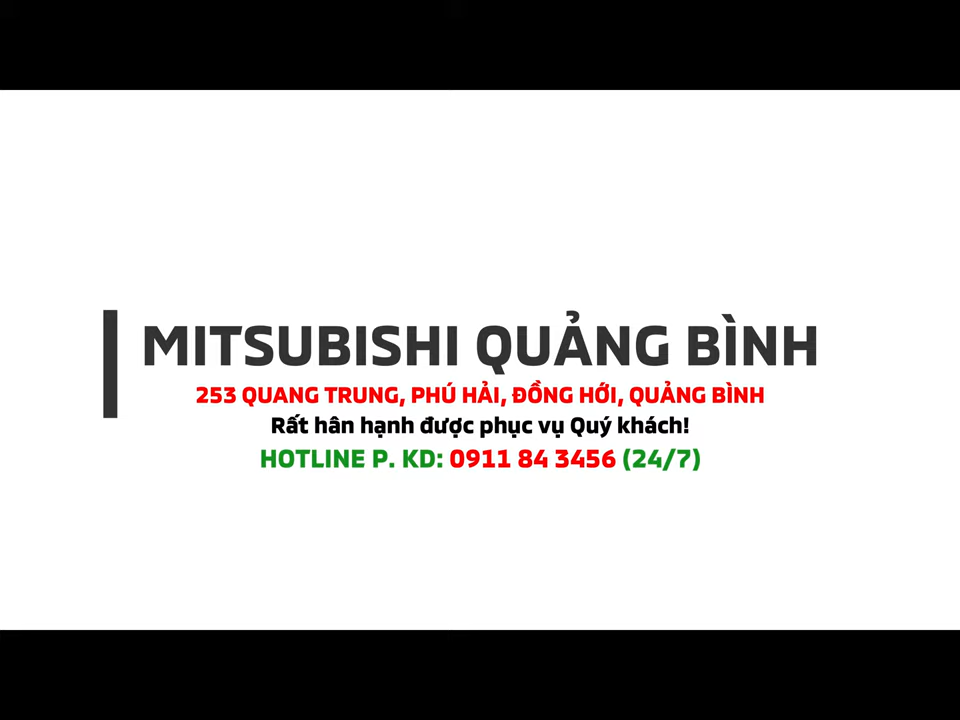 MITSUBISHI QUẢNG BÌNH
253 QUANG TRUNG, PHÚ HẢI, ĐỒNG HỚI, QUẢNG BÌNH
Rất hân hạnh được phục vụ Quý khách!
HOTLINE P. KD: 0911 84 3456 (24/7)